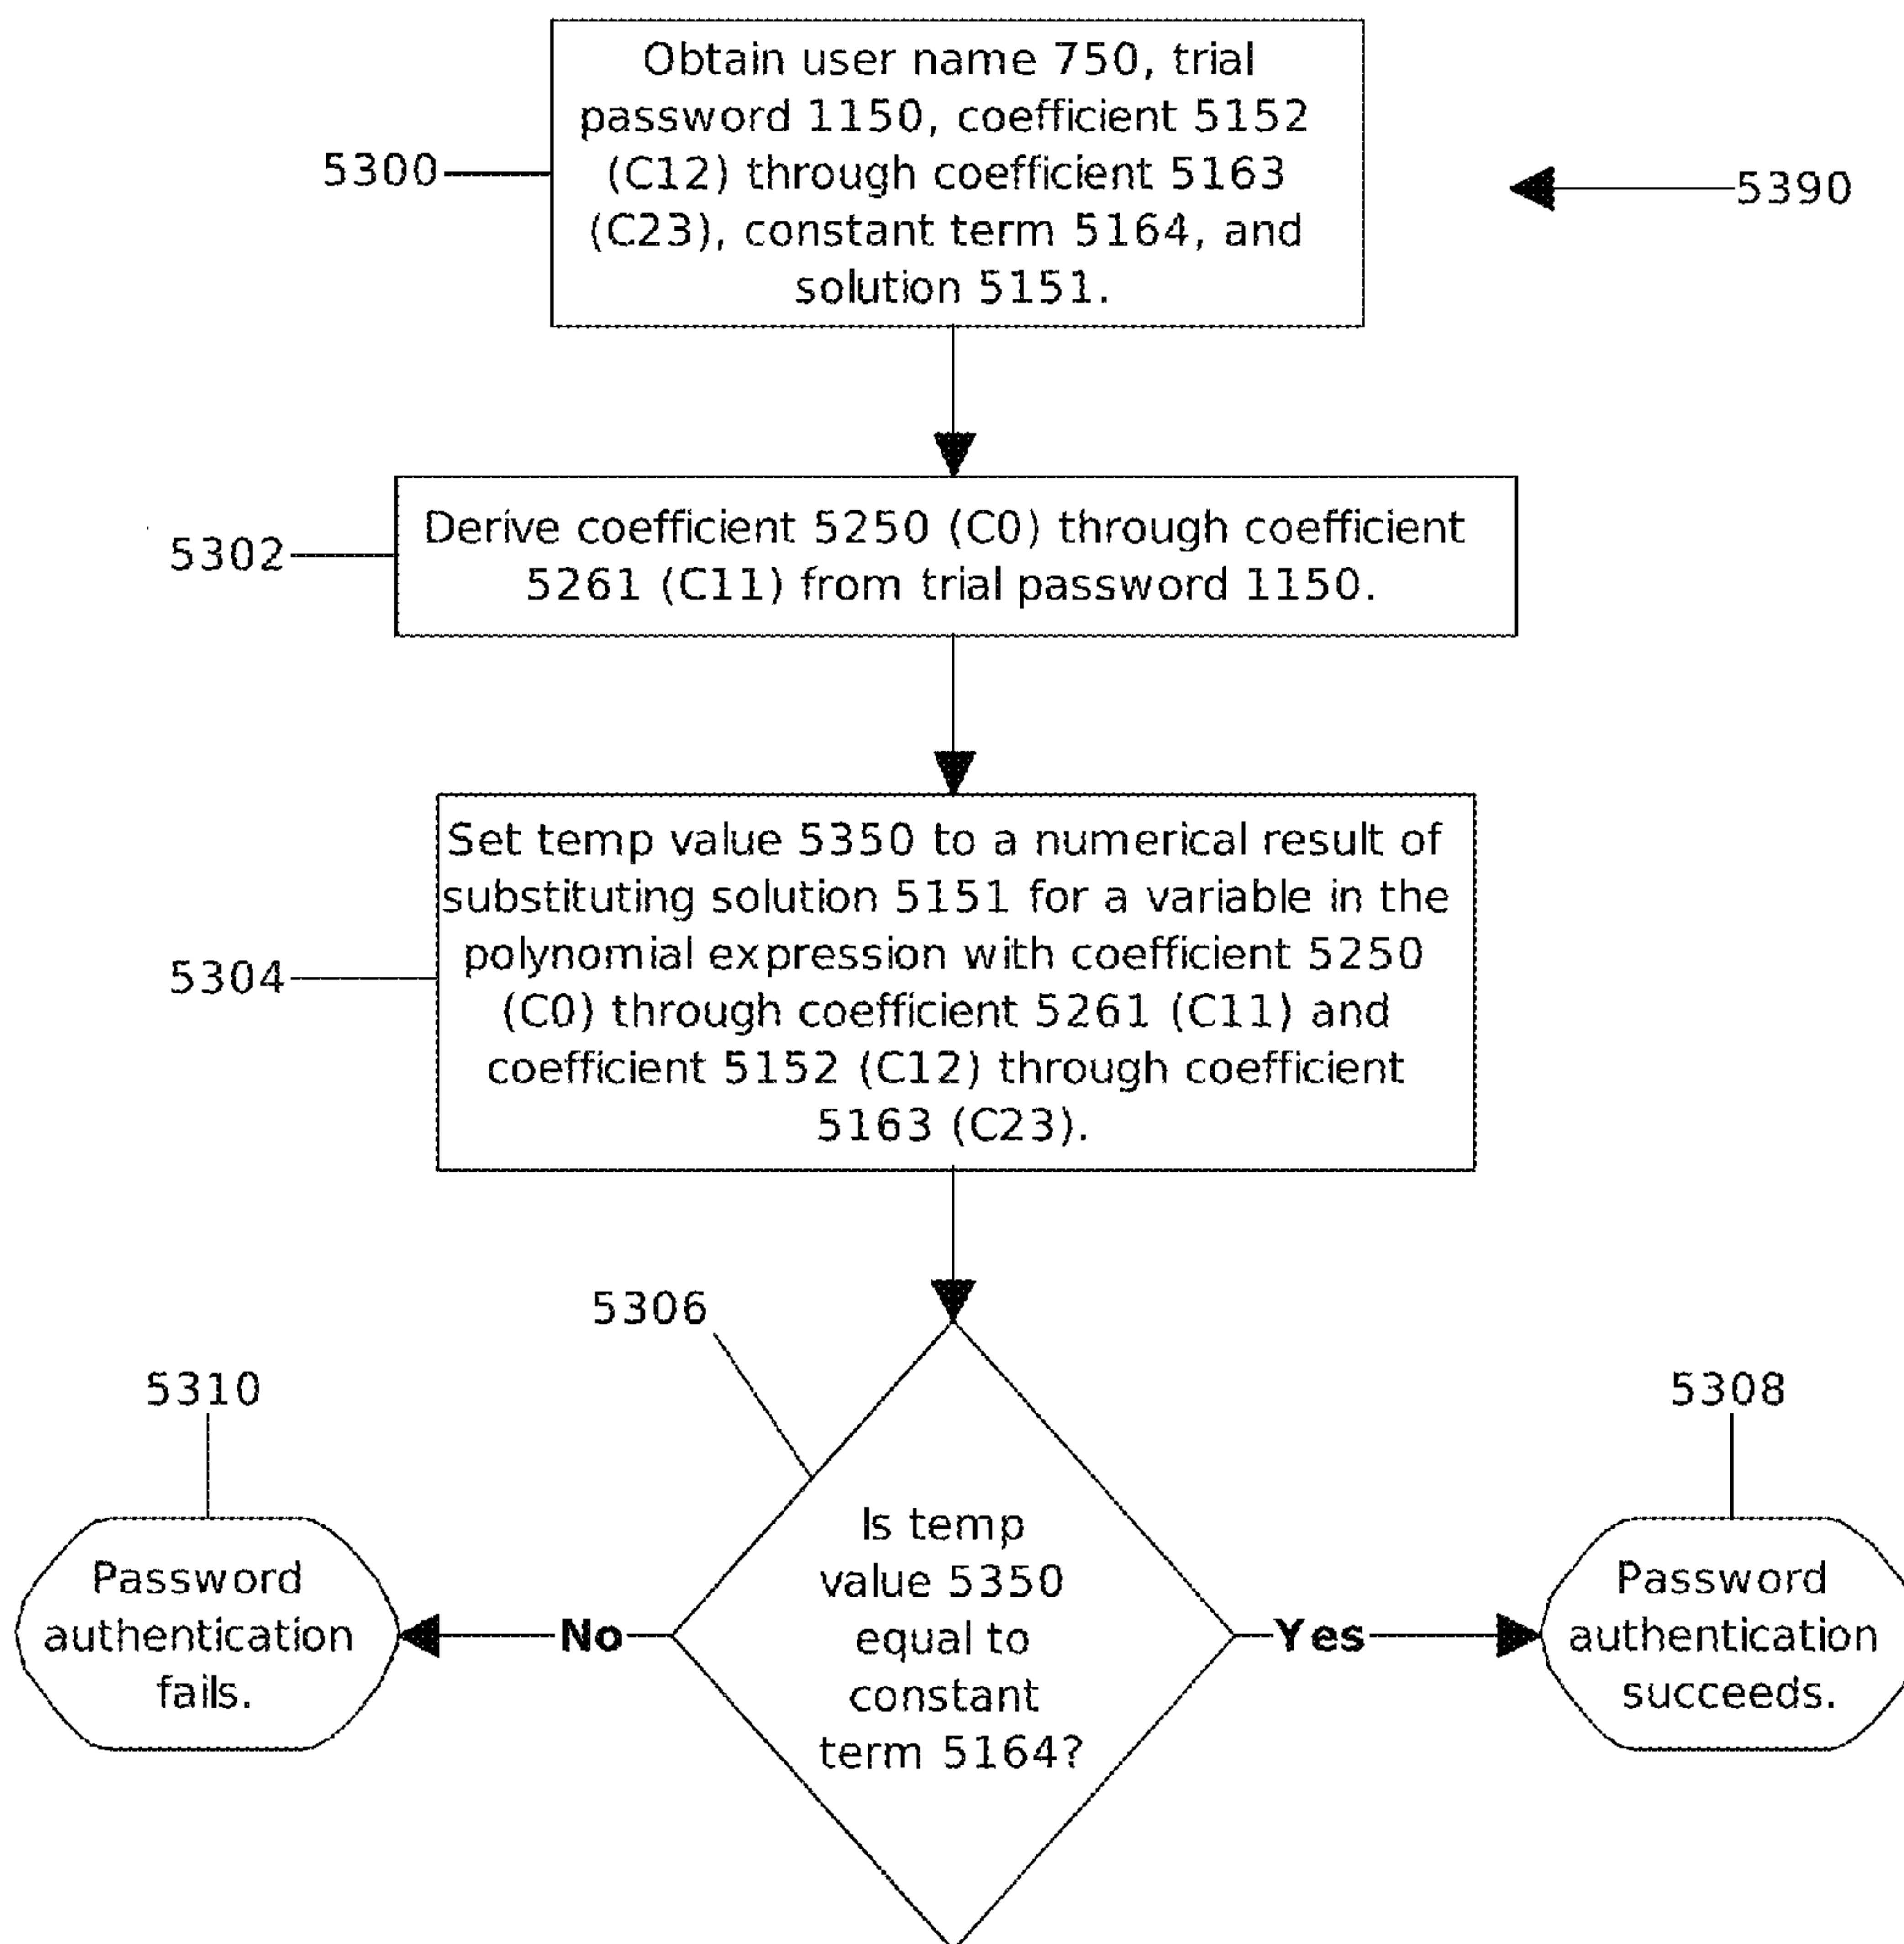 Obtain user name 750, trial
password 1150, coefficient 5152
(C12) through coefficient 5163
(C23), constant term 5164, and
solution 5151.
5300
5390
Derive coefficient 5250 (C0) through coefficient
5261 (C11) from trial password 1150.
5302
Set temp value 5350 to a numerical result of
substituting solution 5151 for a variable in the
polynomial expression with coefficient 5250
(C0) through coefficient 5261 (C11) and
coefficient 5152 (C12) through coefficient
5163 (C23).
5304
5306
5310
5308
Is temp
value 5350
equal to
constant
term 5164?
No
Yes
Password
authentication
fails.
Password
authentication
succeeds.